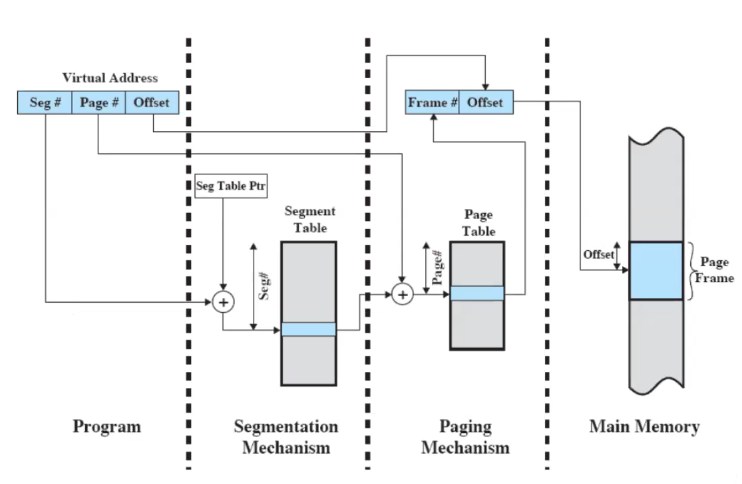 Virtual Address
Seg # Page # Offset
Frame # Offset
Seg Table Ptr
Segment
Table
Page
Table
Seg#
Page#
Offset
Page
Frame
Program
Segmentation
Mechanism
Paging
Mechanism
Main Memory